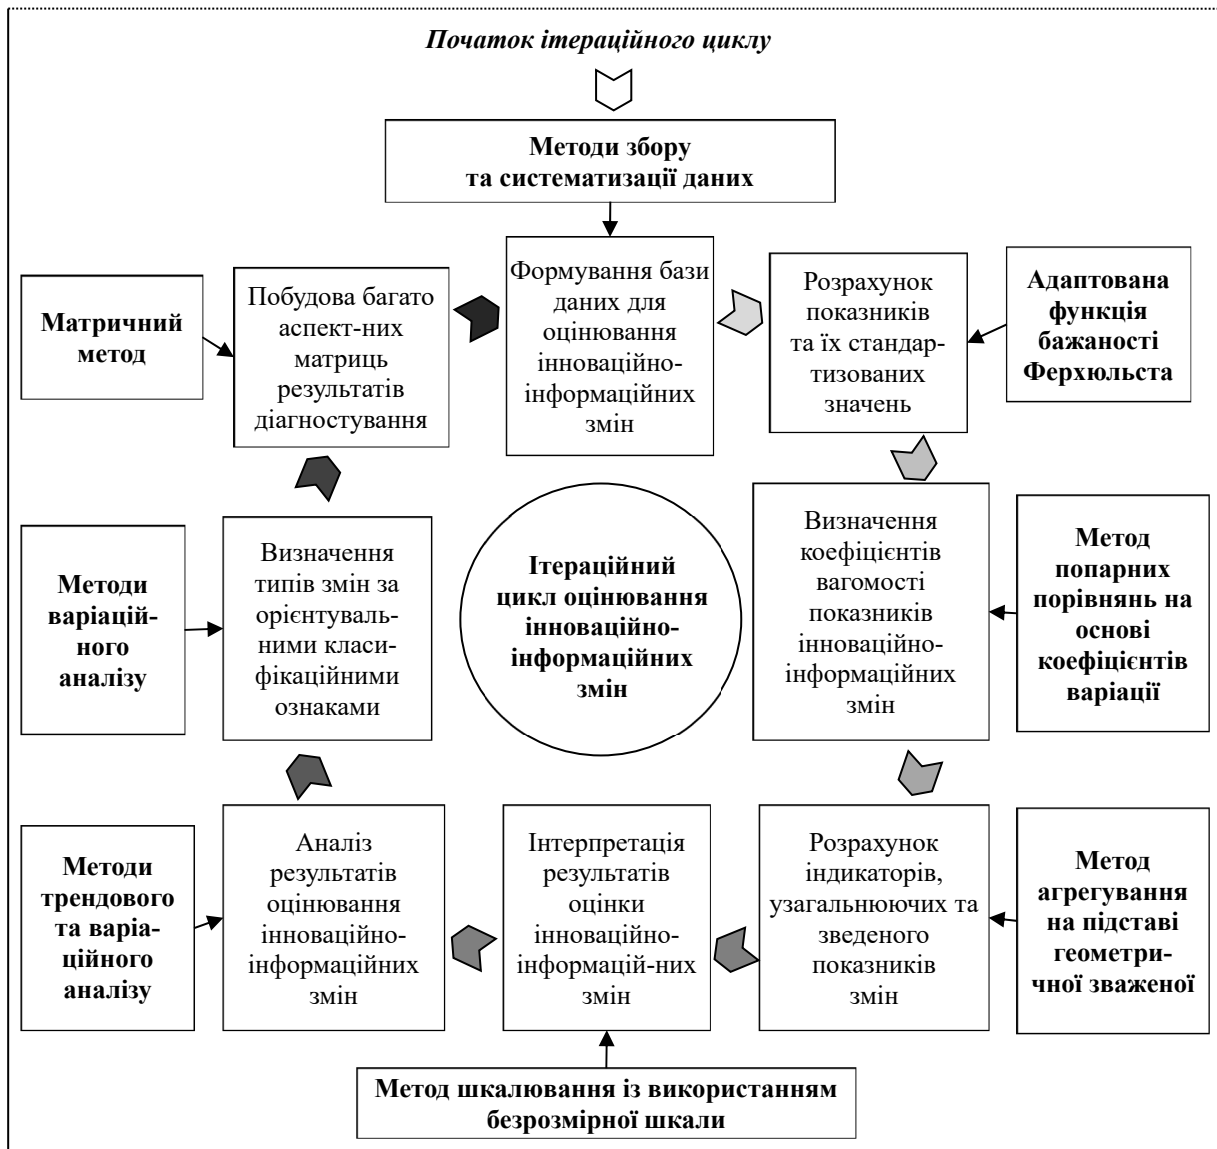 Початок ітераційного циклу
Методи збору
та систематизації даних
Матричний
метод
Побудова багато
аспект-них
матриць
результатів
діагностування
Формування бази
даних для
оцінювання
інноваційно-
інформаційних
змін
Розрахунок
показників
та їх стандар-
тизованих
значень
Адаптована
функція
бажаності
Ферхюльста
Методи
варіацій-
ного
аналізу
Визначення
типів змін за
орієнтуваль-
ними класи-
фікаційними
ознаками
Ітераційний
цикл оцінювання
інноваційно-
інформаційних
змін
Визначення
коефіцієнтів
вагомості
показників
інноваційно-
інформаційних
змін
Метод
попарних
порівнянь на
основі
коефіцієнтів
варіації
Методи
трендового
та варіа-
ційного
аналізу
Аналіз
результатів
оцінювання
інноваційно-
інформаційних
змін
Інтерпретація
результатів
оцінки
інноваційно-
інформацій-них
змін
Розрахунок
індикаторів,
узагальнюючих та
зведеного
показників
змін
Метод
агрегування
на підставі
геометри-
чної зваженої
Метод шкалювання із використанням
безрозмірної шкали